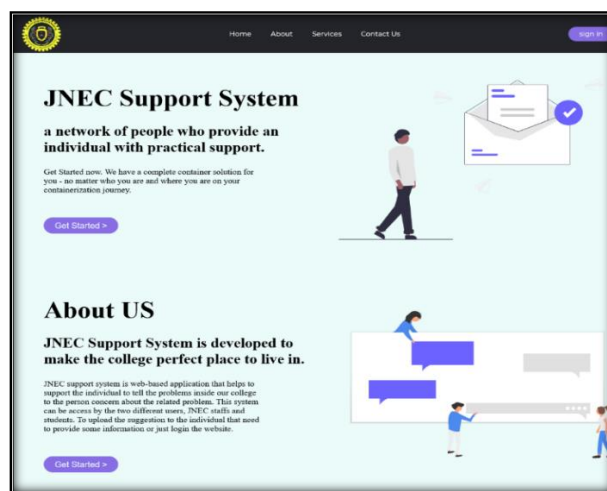 Home About Services Contact Us sign in
JNEC Support System
a network of people who provide an
individual with practical support.
Get Started now. We have a complete container solution for
you - no matter who you are and where you are on your
containerization journey.
Get Started >
About US
JNEC Support System is developed to
make the college perfect place to live in.
JNEC support system is web-based application that helps to
support the individual to tell the problems inside our college
to the person concern about the related problem. This system
can be access by the two different users, JNEC staffs and
students. To upload the suggestion to the individual that need
to provide some information or just login the website.
Get Started >